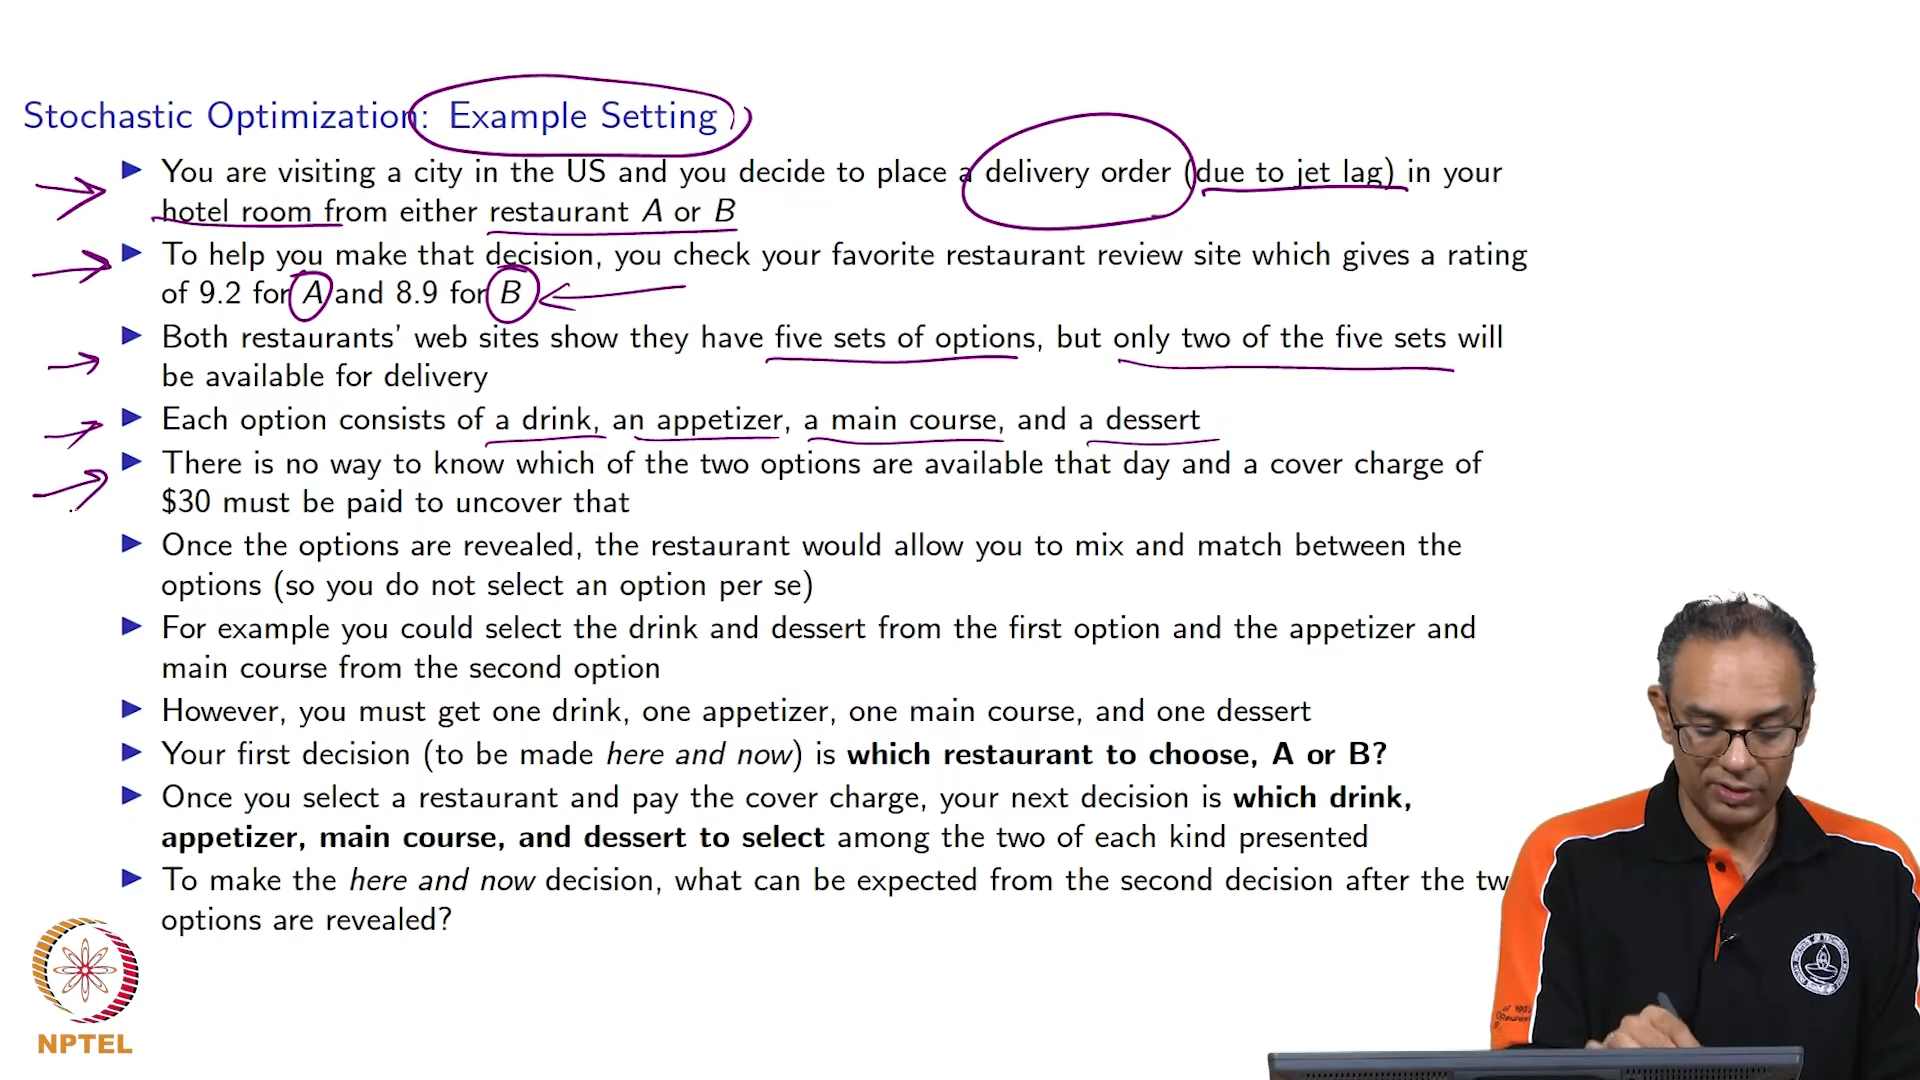 Stochastic Optimization: Example Setting
▶ You are visiting a city in the US and you decide to place a delivery order (due to jet lag) in your
hotel room from either restaurant A or B
▶ To help you make that decision, you check your favorite restaurant review site which gives a rating
of 9.2 for A and 8.9 for B
▶ Both restaurants' web sites show they have five sets of options, but only two of the five sets will
be available for delivery
▶ Each option consists of a drink, an appetizer, a main course, and a dessert
▶ There is no way to know which of the two options are available that day and a cover charge of
$30 must be paid to uncover that
▶ Once the options are revealed, the restaurant would allow you to mix and match between the
options (so you do not select an option per se)
▶ For example you could select the drink and dessert from the first option and the appetizer and
main course from the second option
▶ However, you must get one drink, one appetizer, one main course, and one dessert
▶ Your first decision (to be made here and now) is which restaurant to choose, A or B?
▶ Once you select a restaurant and pay the cover charge, your next decision is which drink,
appetizer, main course, and dessert to select among the two of each kind presented
▶ To make the here and now decision, what can be expected from the second decision after the tw
options are revealed?
NPTEL